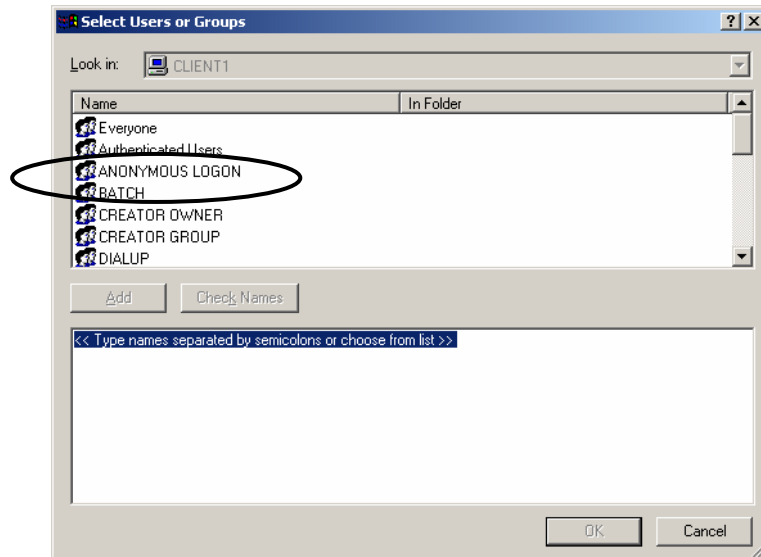 Select Users or Groups
Look in: CLIENT1
Name In Folder
Everyone
Authenticated Users
ANONYMOUS LOGON
BATCH
CREATOR OWNER
CREATOR GROUP
DIALUP
Add Check Names
<< Type names separated by semicolons or choose from list >>
OK Cancel